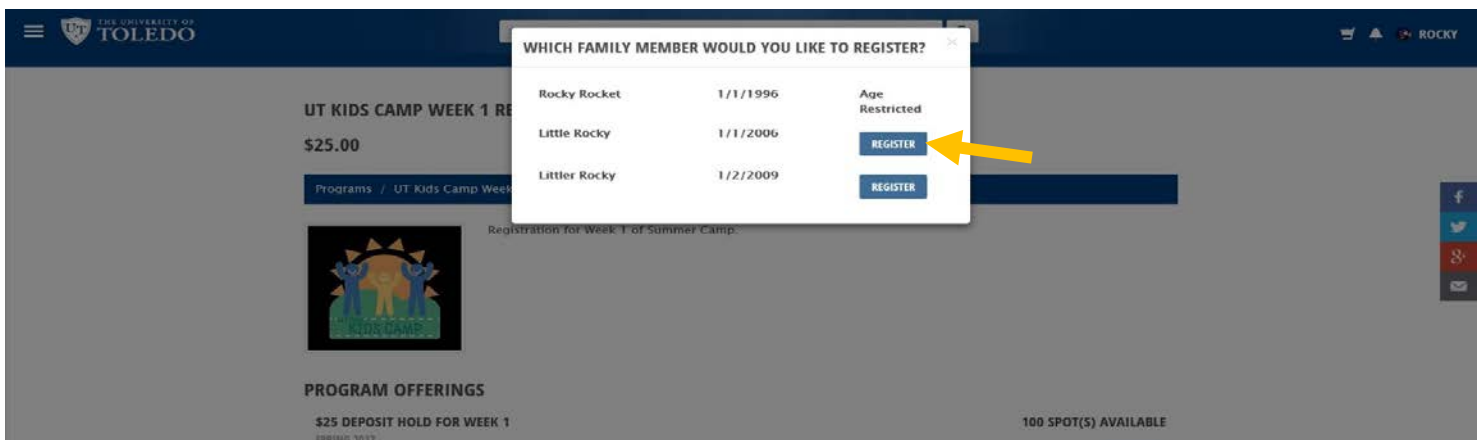 THE UNIVERSITY OF
UT TOLEDO
ROCKY
WHICH FAMILY MEMBER WOULD YOU LIKE TO REGISTER?
×
Rocky Rocket 1/1/1996 Age
Restricted
Little Rocky 1/1/2006 REGISTER
Littler Rocky 1/2/2009 REGISTER
UT KIDS CAMP WEEK 1 RE
$25.00
Programs / UT Kids Camp Week
Registration for Week 1 of Summer Camp.
KIDS CAMP
f
8+
PROGRAM OFFERINGS
$25 DEPOSIT HOLD FOR WEEK 1 100 SPOT(S) AVAILABLE